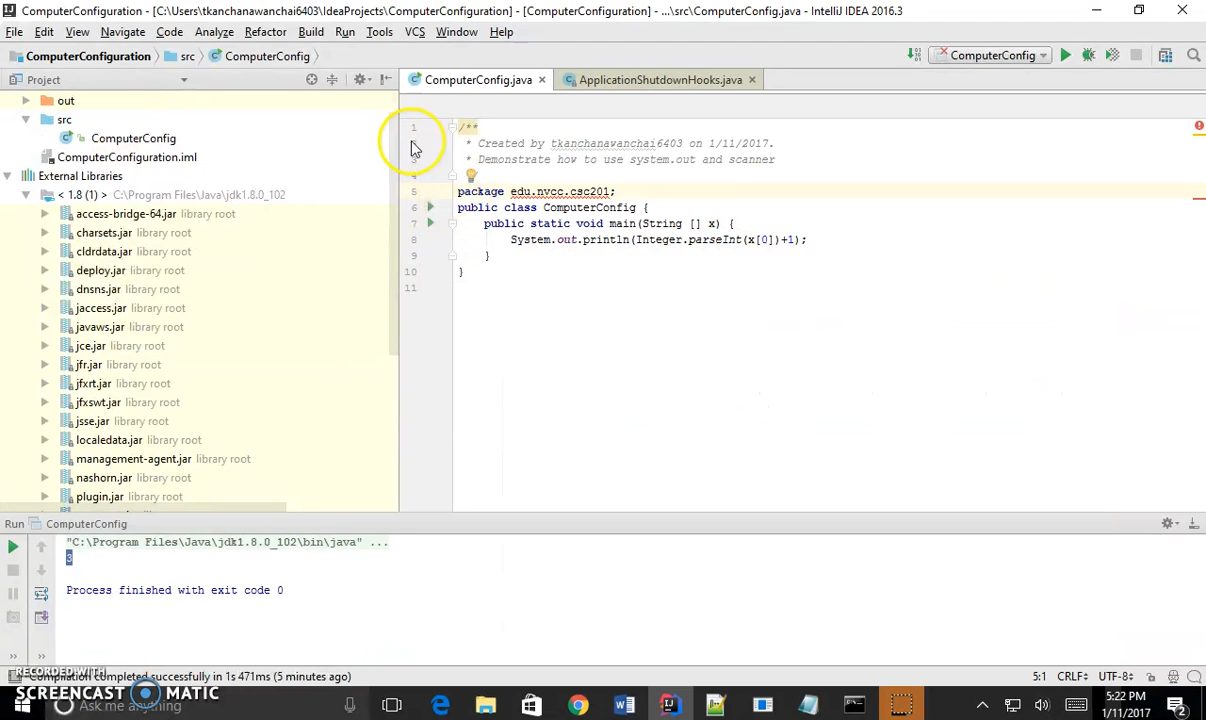 ComputerConfiguration - [C:\Users\tkanchanawanchai6403\IdeaProjects\ComputerConfiguration] - [ComputerConfiguration] - ...\src\ComputerConfig.java - IntelliJ IDEA 2016.3
File Edit View Navigate Code Analyze Refactor Build Run Tools VCS Window Help
ComputerConfiguration src ComputerConfig ComputerConfig
Project ComputerConfig.java ApplicationShutdownHooks.java
out
src
ComputerConfig
ComputerConfiguration.iml
External Libraries
< 1.8 (1) > C:\Program Files\Java\jdk1.8.0_102
access-bridge-64.jar library root
charsets.jar library root
cldrdata.jar library root
deploy.jar library root
dnsns.jar library root
jaccess.jar library root
javaws.jar library root
jce.jar library root
jfr.jar library root
jfxrt.jar library root
jfxswt.jar library root
jsse.jar library root
localedata.jar library root
management-agent.jar library root
nashorn.jar library root
plugin.jar library root
1 /**
* Created by tkanchanawanchai6403 on 1/11/2017.
3 * Demonstrate how to use system.out and scanner
4
5 package edu.nvcc.csc201;
6 public class ComputerConfig {
7 public static void main(String [] x) {
8 System.out.println(Integer.parseInt(x[0])+1);
9 }
10 }
11
Run ComputerConfig
"C:\Program Files\Java\jdk1.8.0_102\bin\java" ...
3
Process finished with exit code 0
Compilation completed successfully in 1s 471ms (5 minutes ago) 5:1 CRLF UTF-8
RECORDED WITH
SCREENCAST MATIC
Ask me anything
5:22 PM
1/11/2017
2